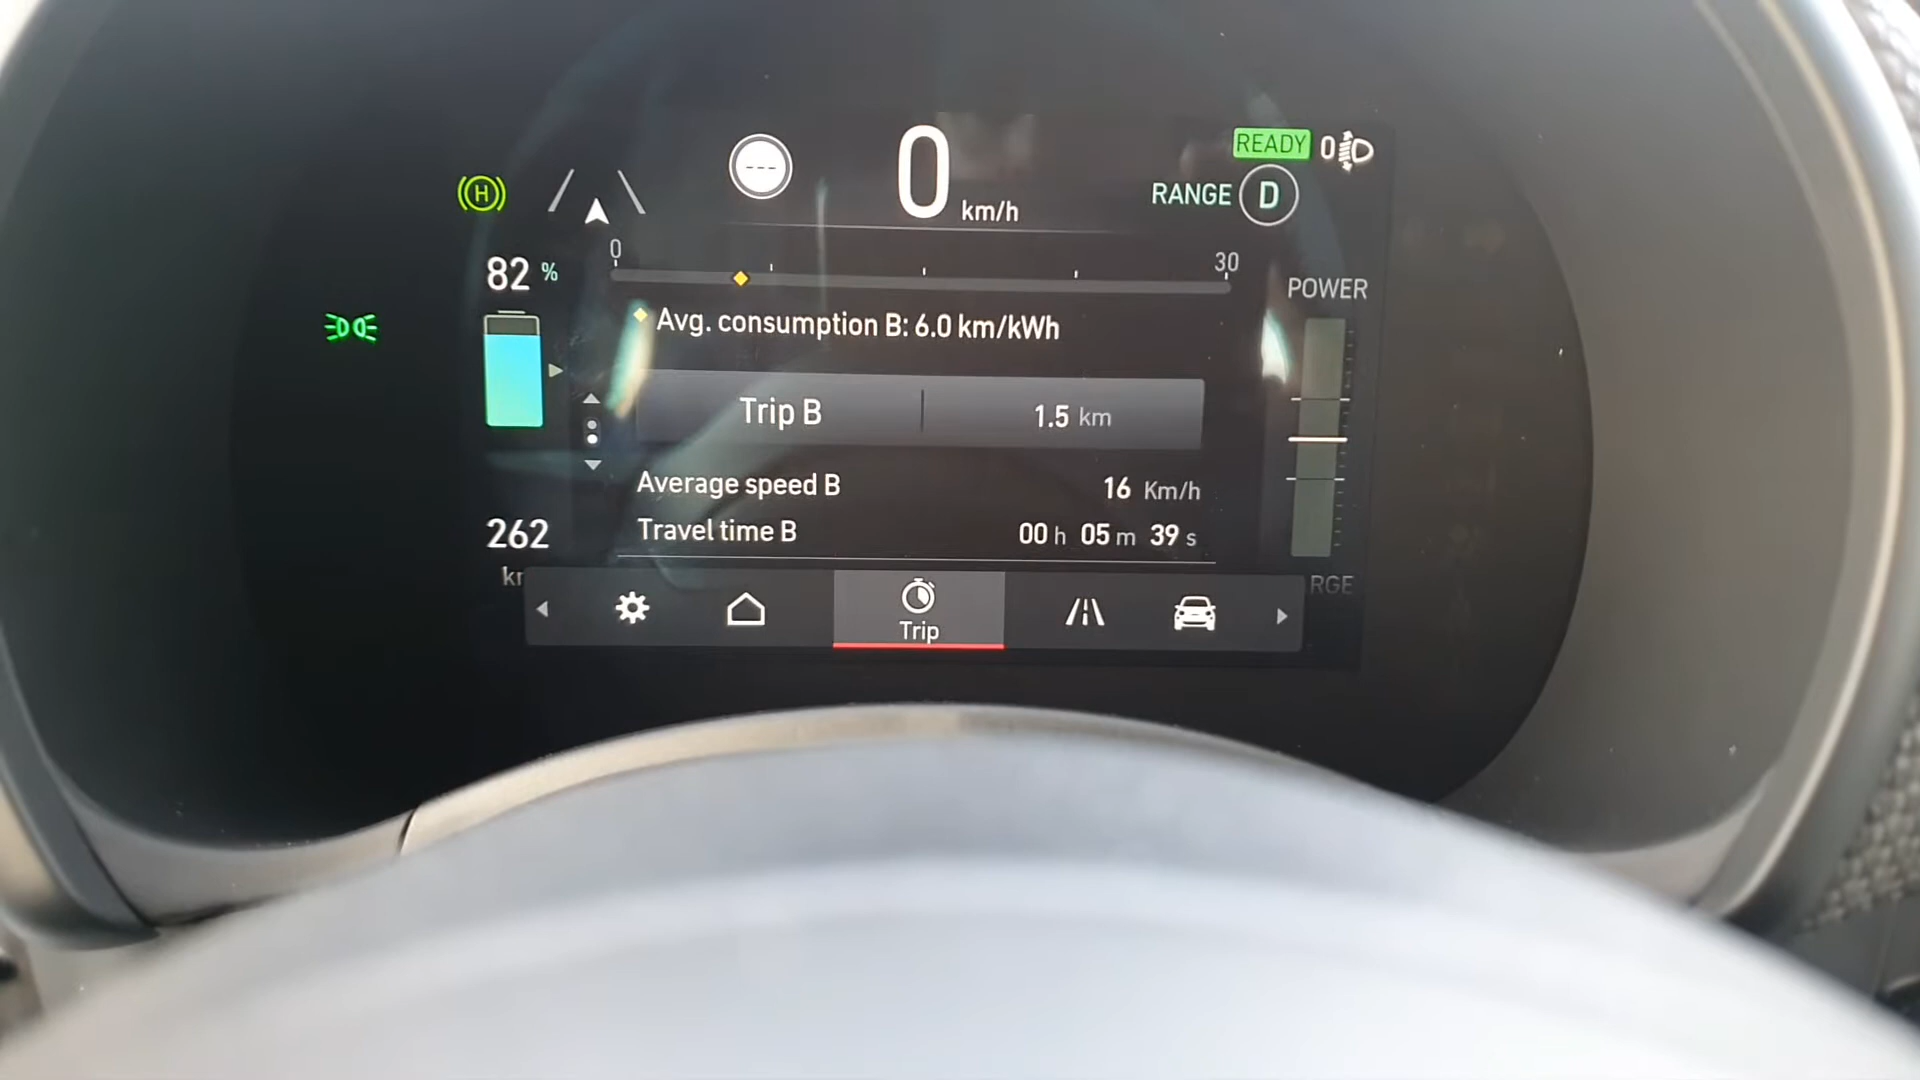 READY 0
0 km/h
---
H
RANGE D
82 %
0 30
POWER
Avg. consumption B: 6.0 km/kWh
Trip B 1.5 km
Average speed B 16 Km/h
262
Travel time B 00 h 05 m 39 s
RGE
Trip